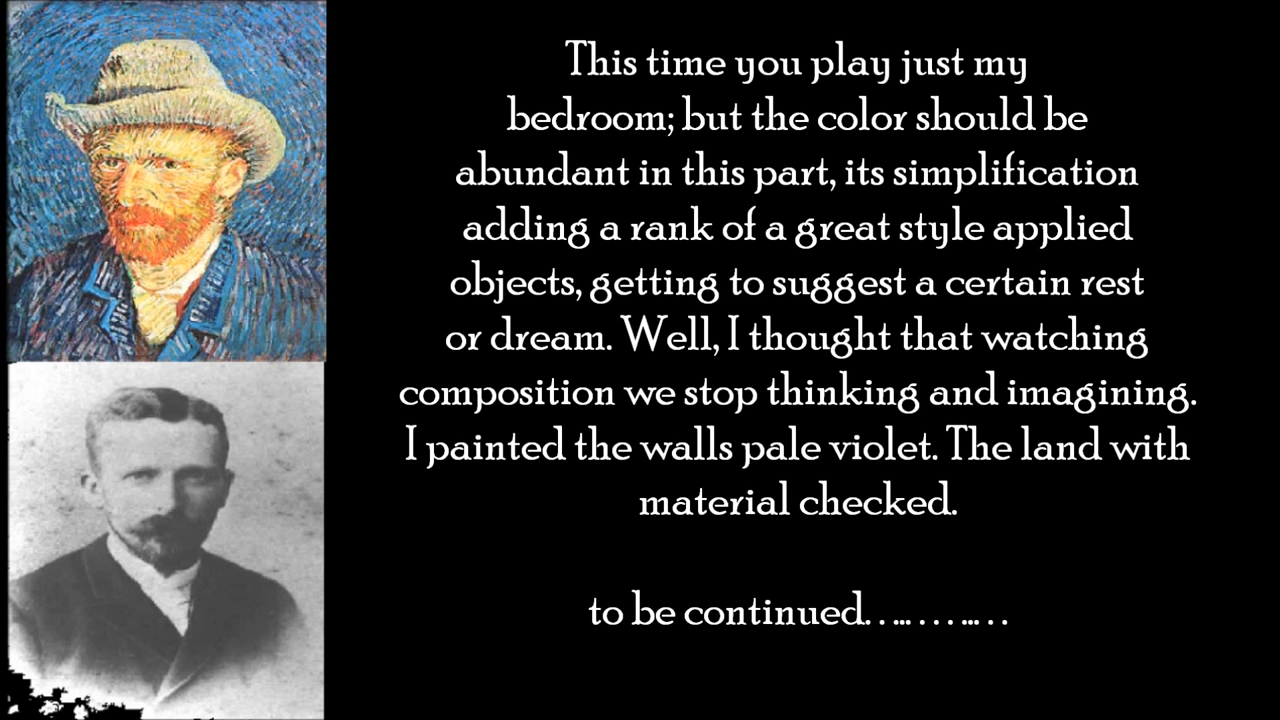 This time you play just my
bedroom; but the color should be
abundant in this part, its simplification
adding a rank of a great style applied
objects, getting to suggest a certain rest
or dream. Well, I thought that watching
composition we stop thinking and imagining.
I painted the walls pale violet. The land with
material checked.
to be continued............